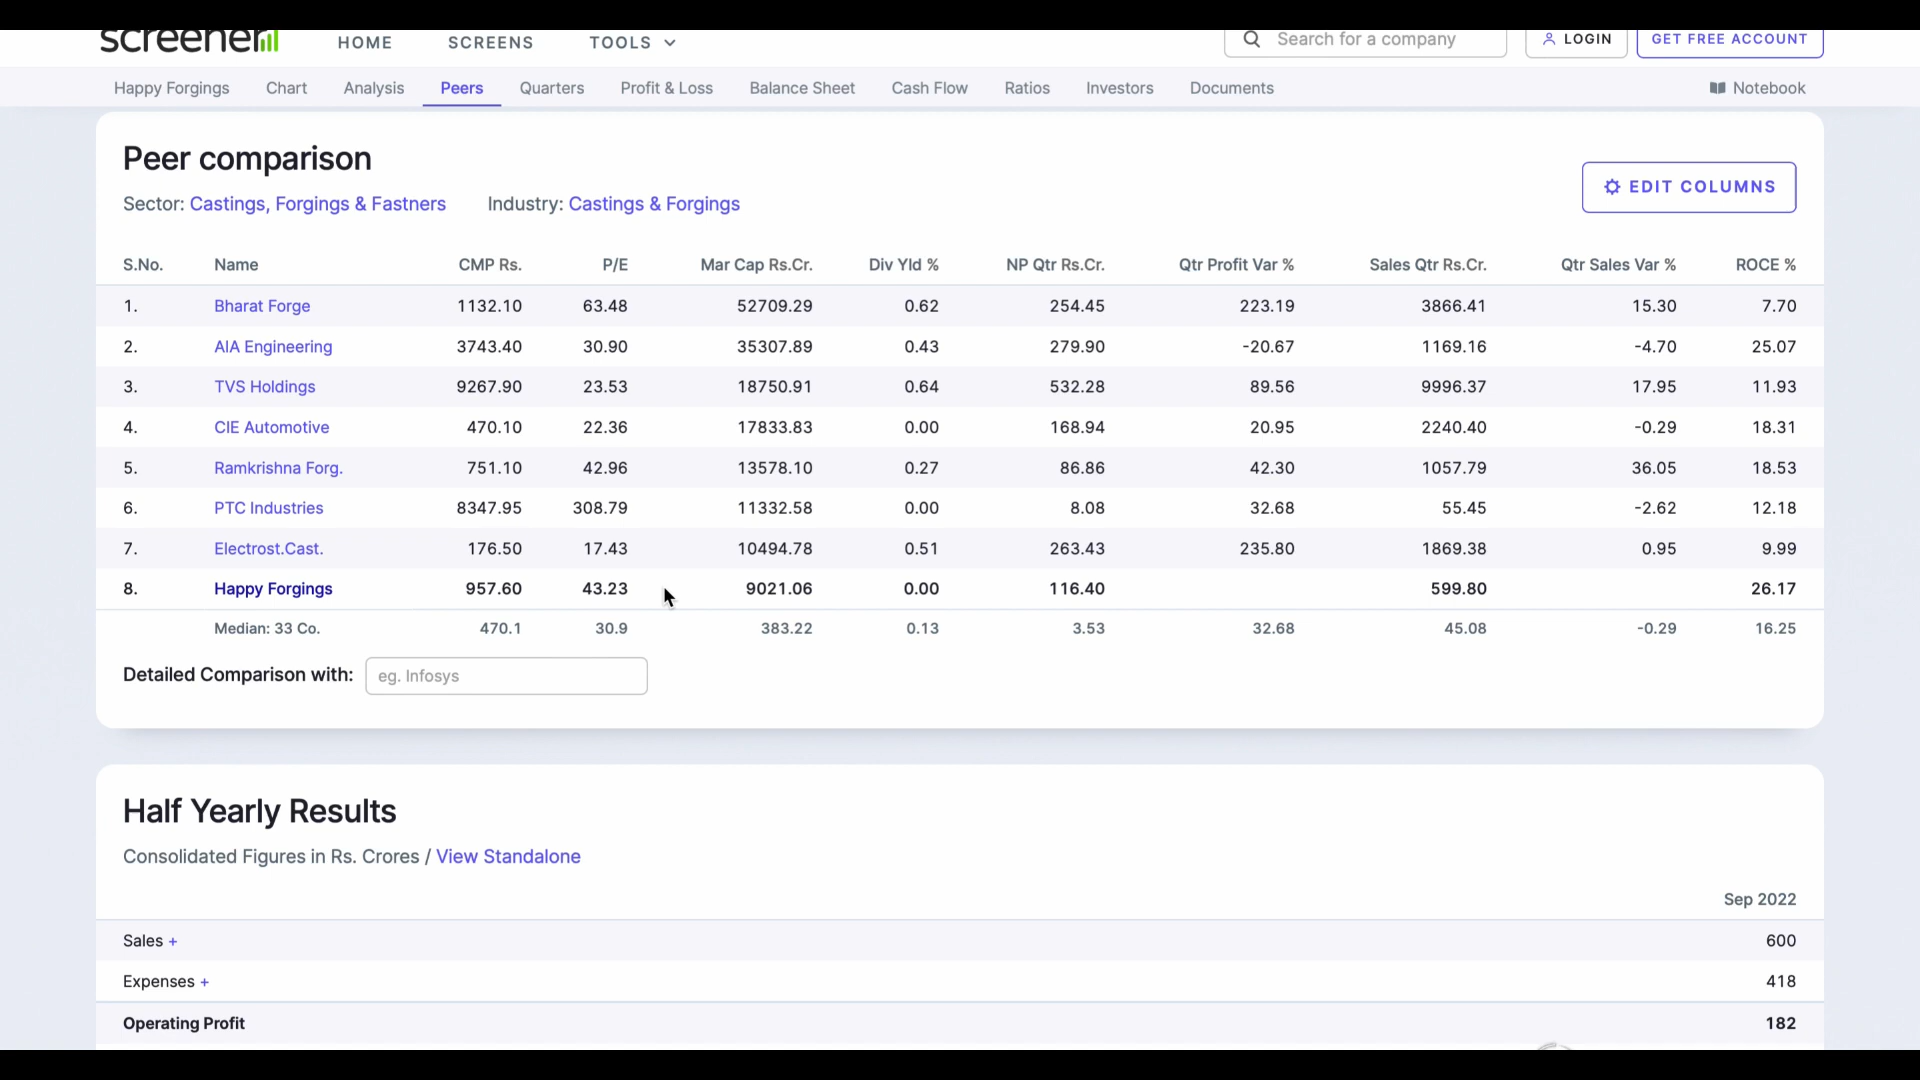 screener
HOME SCREENS TOOLS Search for a company LOGIN GET FREE ACCOUNT
Happy Forgings Chart Analysis Peers Quarters Profit & Loss Balance Sheet Cash Flow Ratios Investors Documents Notebook
Peer comparison
EDIT COLUMNS
Sector: Castings, Forgings & Fastners Industry: Castings & Forgings
S.No. Name CMP Rs. P/E Mar Cap Rs.Cr. Div Yld % NP Qtr Rs.Cr. Qtr Profit Var % Sales Qtr Rs.Cr. Qtr Sales Var % ROCE %
1. Bharat Forge 1132.10 63.48 52709.29 0.62 254.45 223.19 3866.41 15.30 7.70
2. AIA Engineering 3743.40 30.90 35307.89 0.43 279.90 -20.67 1169.16 -4.70 25.07
3. TVS Holdings 9267.90 23.53 18750.91 0.64 532.28 89.56 9996.37 17.95 11.93
4. CIE Automotive 470.10 22.36 17833.83 0.00 168.94 20.95 2240.40 -0.29 18.31
5. Ramkrishna Forg. 751.10 42.96 13578.10 0.27 86.86 42.30 1057.79 36.05 18.53
6. PTC Industries 8347.95 308.79 11332.58 0.00 8.08 32.68 55.45 -2.62 12.18
7. Electrost.Cast. 176.50 17.43 10494.78 0.51 263.43 235.80 1869.38 0.95 9.99
8. Happy Forgings 957.60 43.23 9021.06 0.00 116.40 599.80 26.17
Median: 33 Co. 470.1 30.9 383.22 0.13 3.53 32.68 45.08 -0.29 16.25
Detailed Comparison with: eg. Infosys
Half Yearly Results
Consolidated Figures in Rs. Crores / View Standalone
Sep 2022
Sales + 600
Expenses + 418
Operating Profit 182